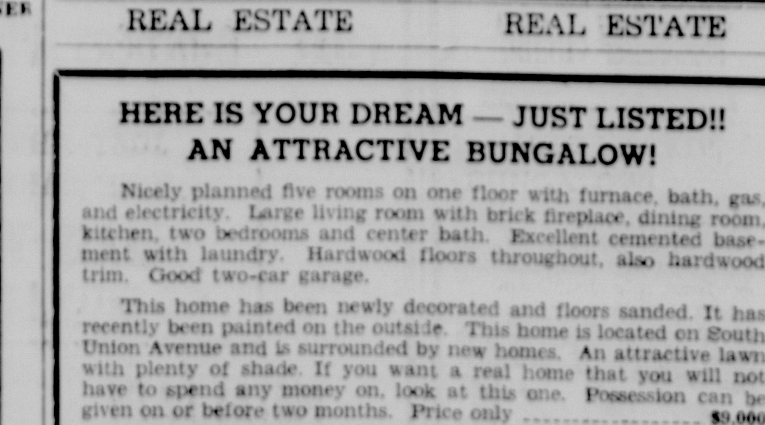 REAL ESTATE REAL ESTATE
HERE IS YOUR DREAM — JUST LISTED!!
AN ATTRACTIVE BUNGALOW!
Nicely planned five rooms on one floor with furnace, bath, gas,
and electricity. Large living room with brick fireplace, dining room,
kitchen, two bedrooms and center bath. Excellent cemented base-
ment with laundry. Hardwood floors throughout, also hardwood
trim. Good two-car garage.
This home has been newly decorated and floors sanded. It has
recently been painted on the outside. This home is located on South
Union Avenue and is surrounded by new homes. An attractive lawn
with plenty of shade. If you want a real home that you will not
have to spend any money on, look at this one. Possession can be
given on or before two months. Price only ------------------ $9,000